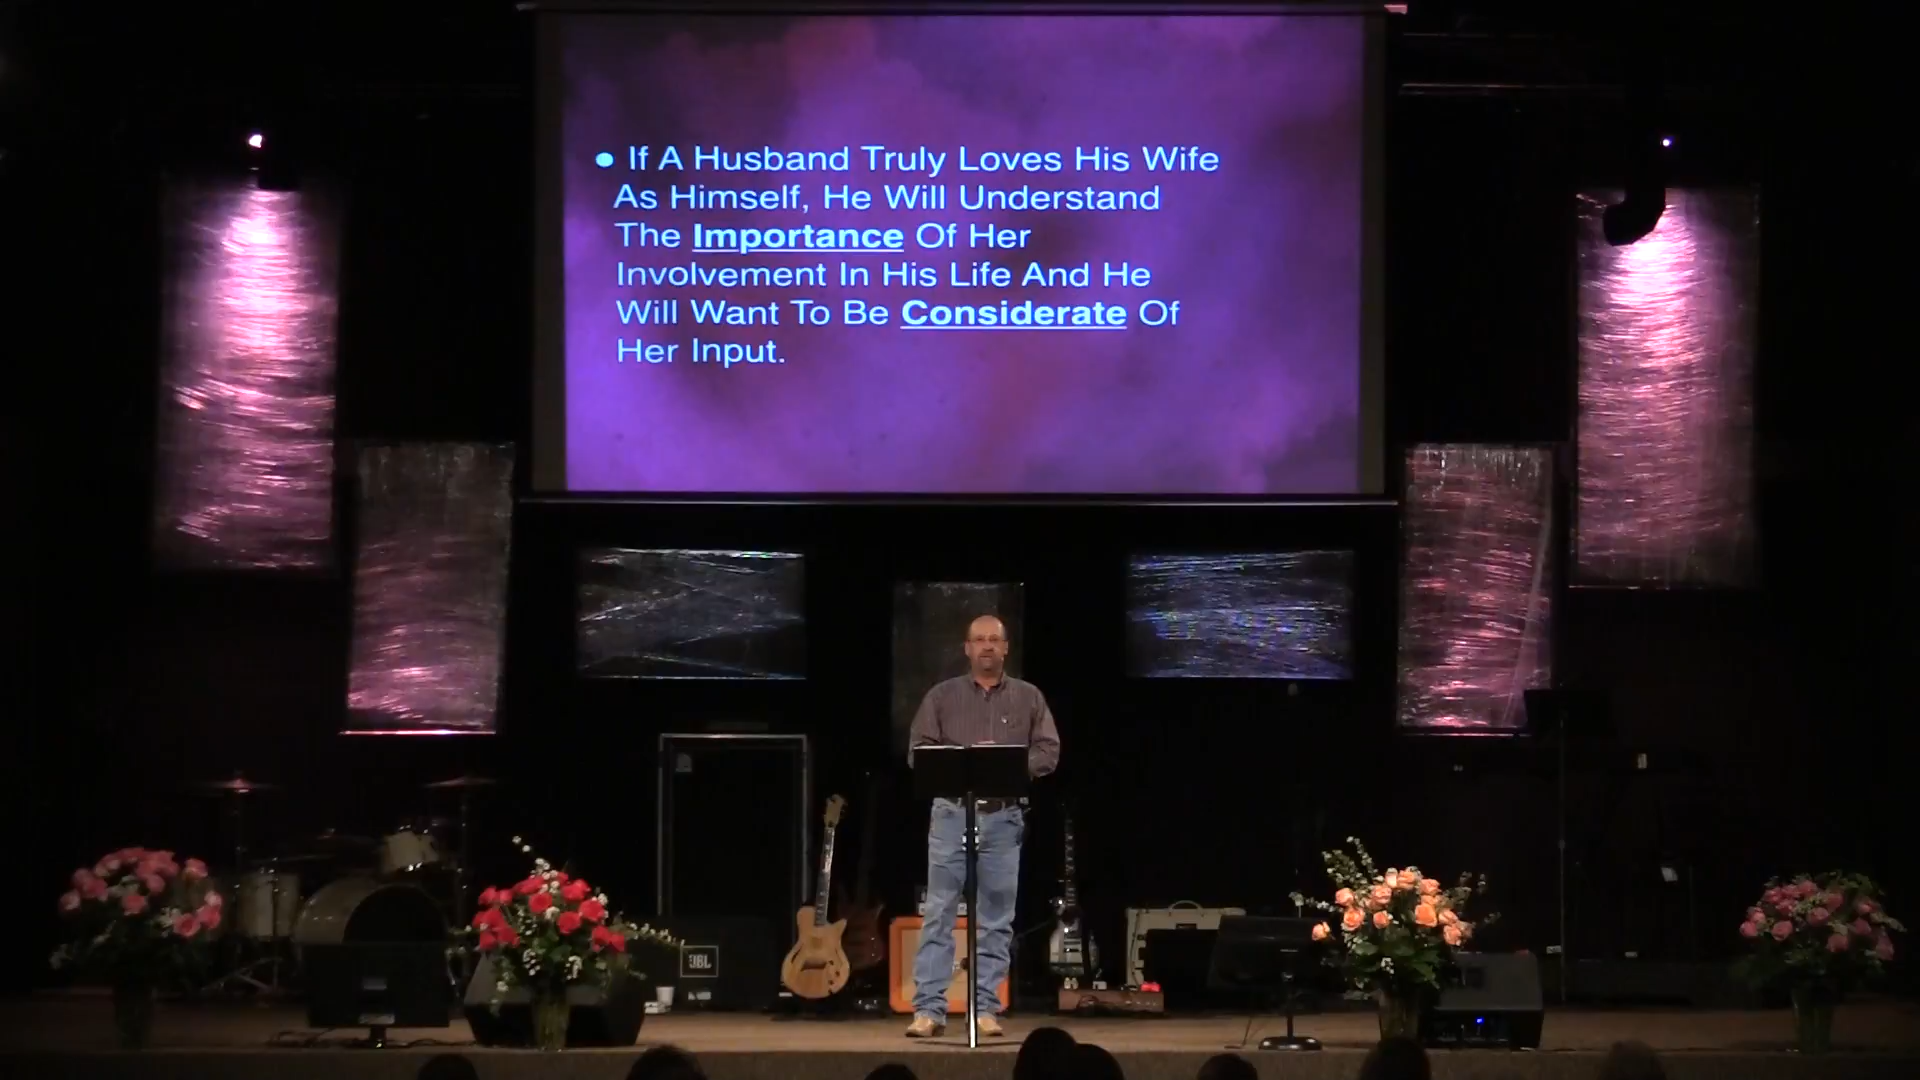 ● If A Husband Truly Loves His Wife
As Himself, He Will Understand
The Importance Of Her
Involvement In His Life And He
Will Want To Be Considerate Of
Her Input.
JBL